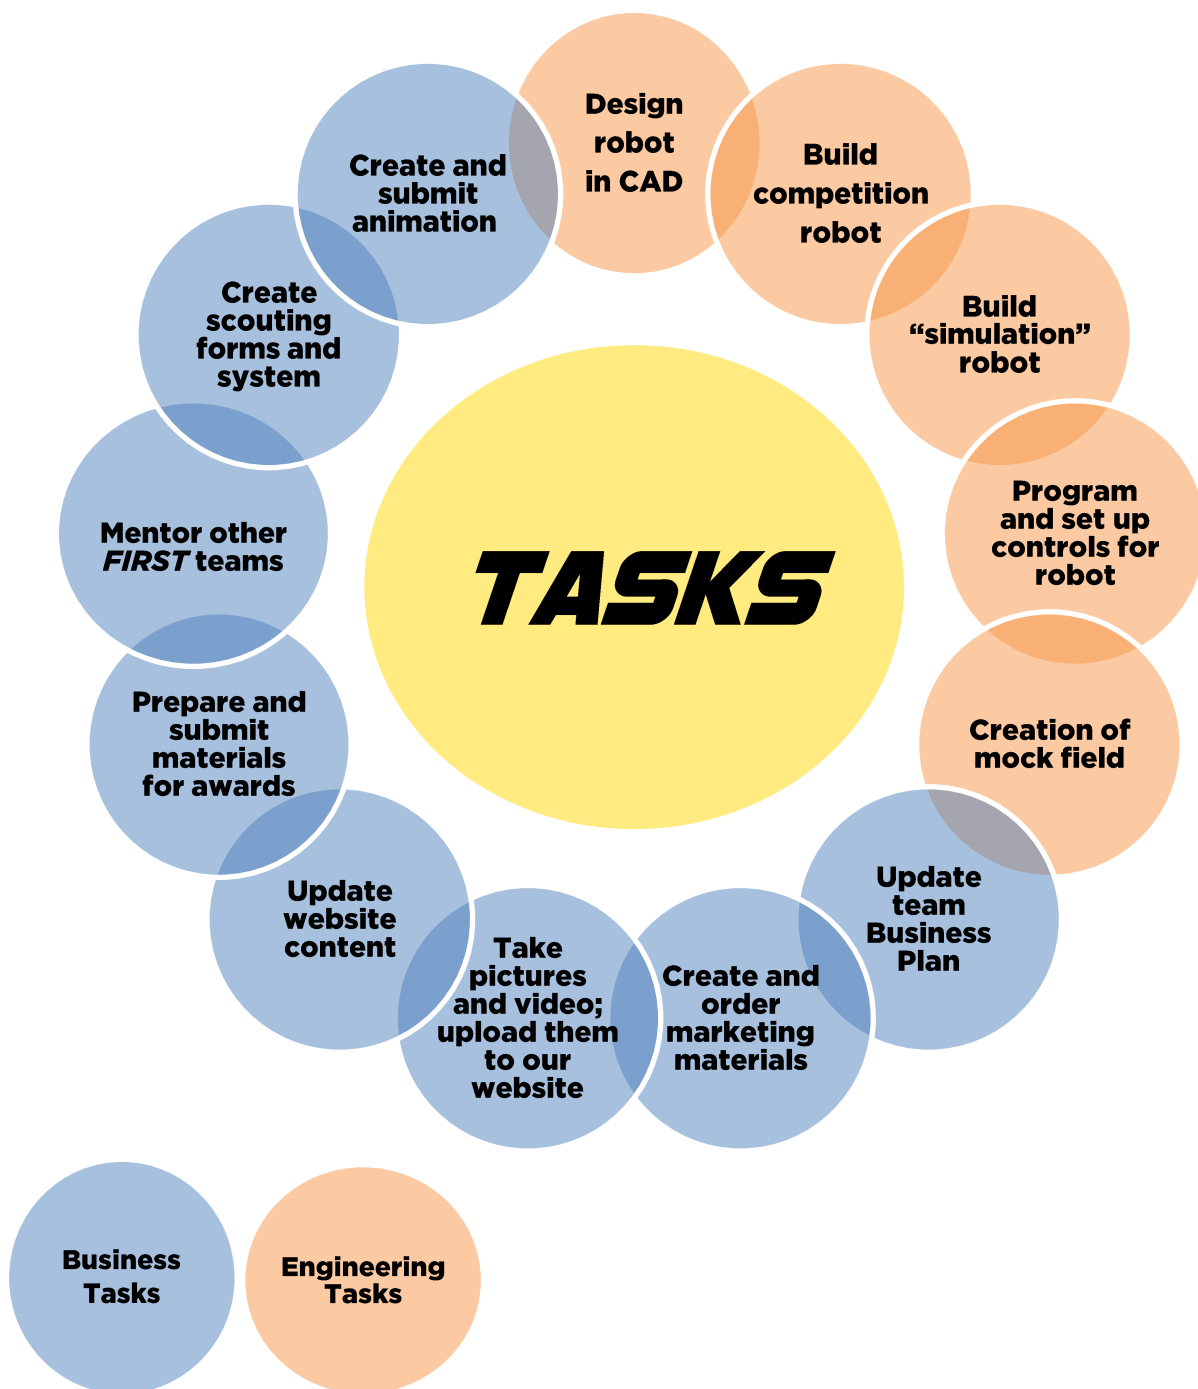 Design
robot
in CAD
Build
competition
robot
Build
“simulation”
robot
Program
and set up
controls for
robot
Creation of
mock field
Update
team
Business
Plan
Create and
order
marketing
materials
Take
pictures
and video;
upload them
to our
website
Update
website
content
Prepare and
submit
materials
for awards
Mentor other
FIRST teams
Create
scouting
forms and
system
Create and
submit
animation
TASKS
Business
Tasks
Engineering
Tasks